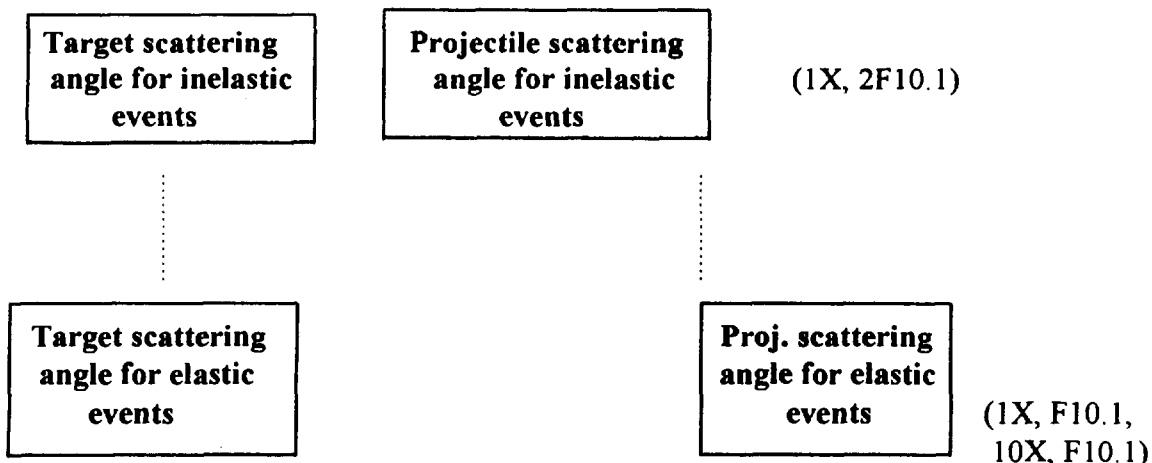 Target scattering
angle for inelastic
events
Projectile scattering
angle for inelastic
events
(1X, 2F10.1)
Target scattering
angle for elastic
events
Proj. scattering
angle for elastic
events
(1X, F10.1,
10X, F10.1)